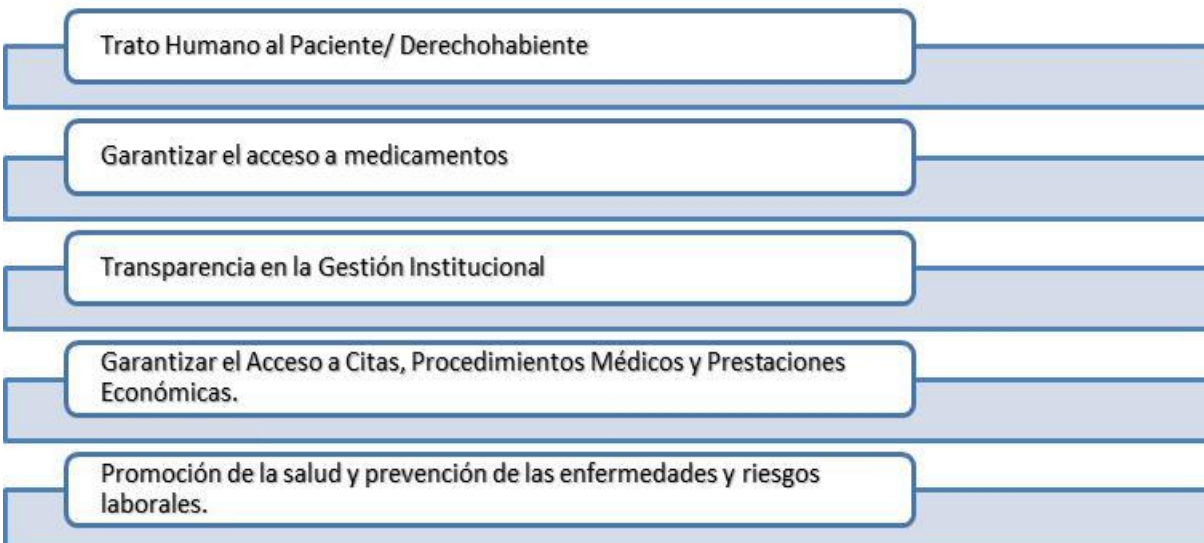 Trato Humano al Paciente/ Derechohabiente
Garantizar el acceso a medicamentos
Transparencia en la Gestión Institucional
Garantizar el Acceso a Citas, Procedimientos Médicos y Prestaciones
Económicas.
Promoción de la salud y prevención de las enfermedades y riesgos
laborales.